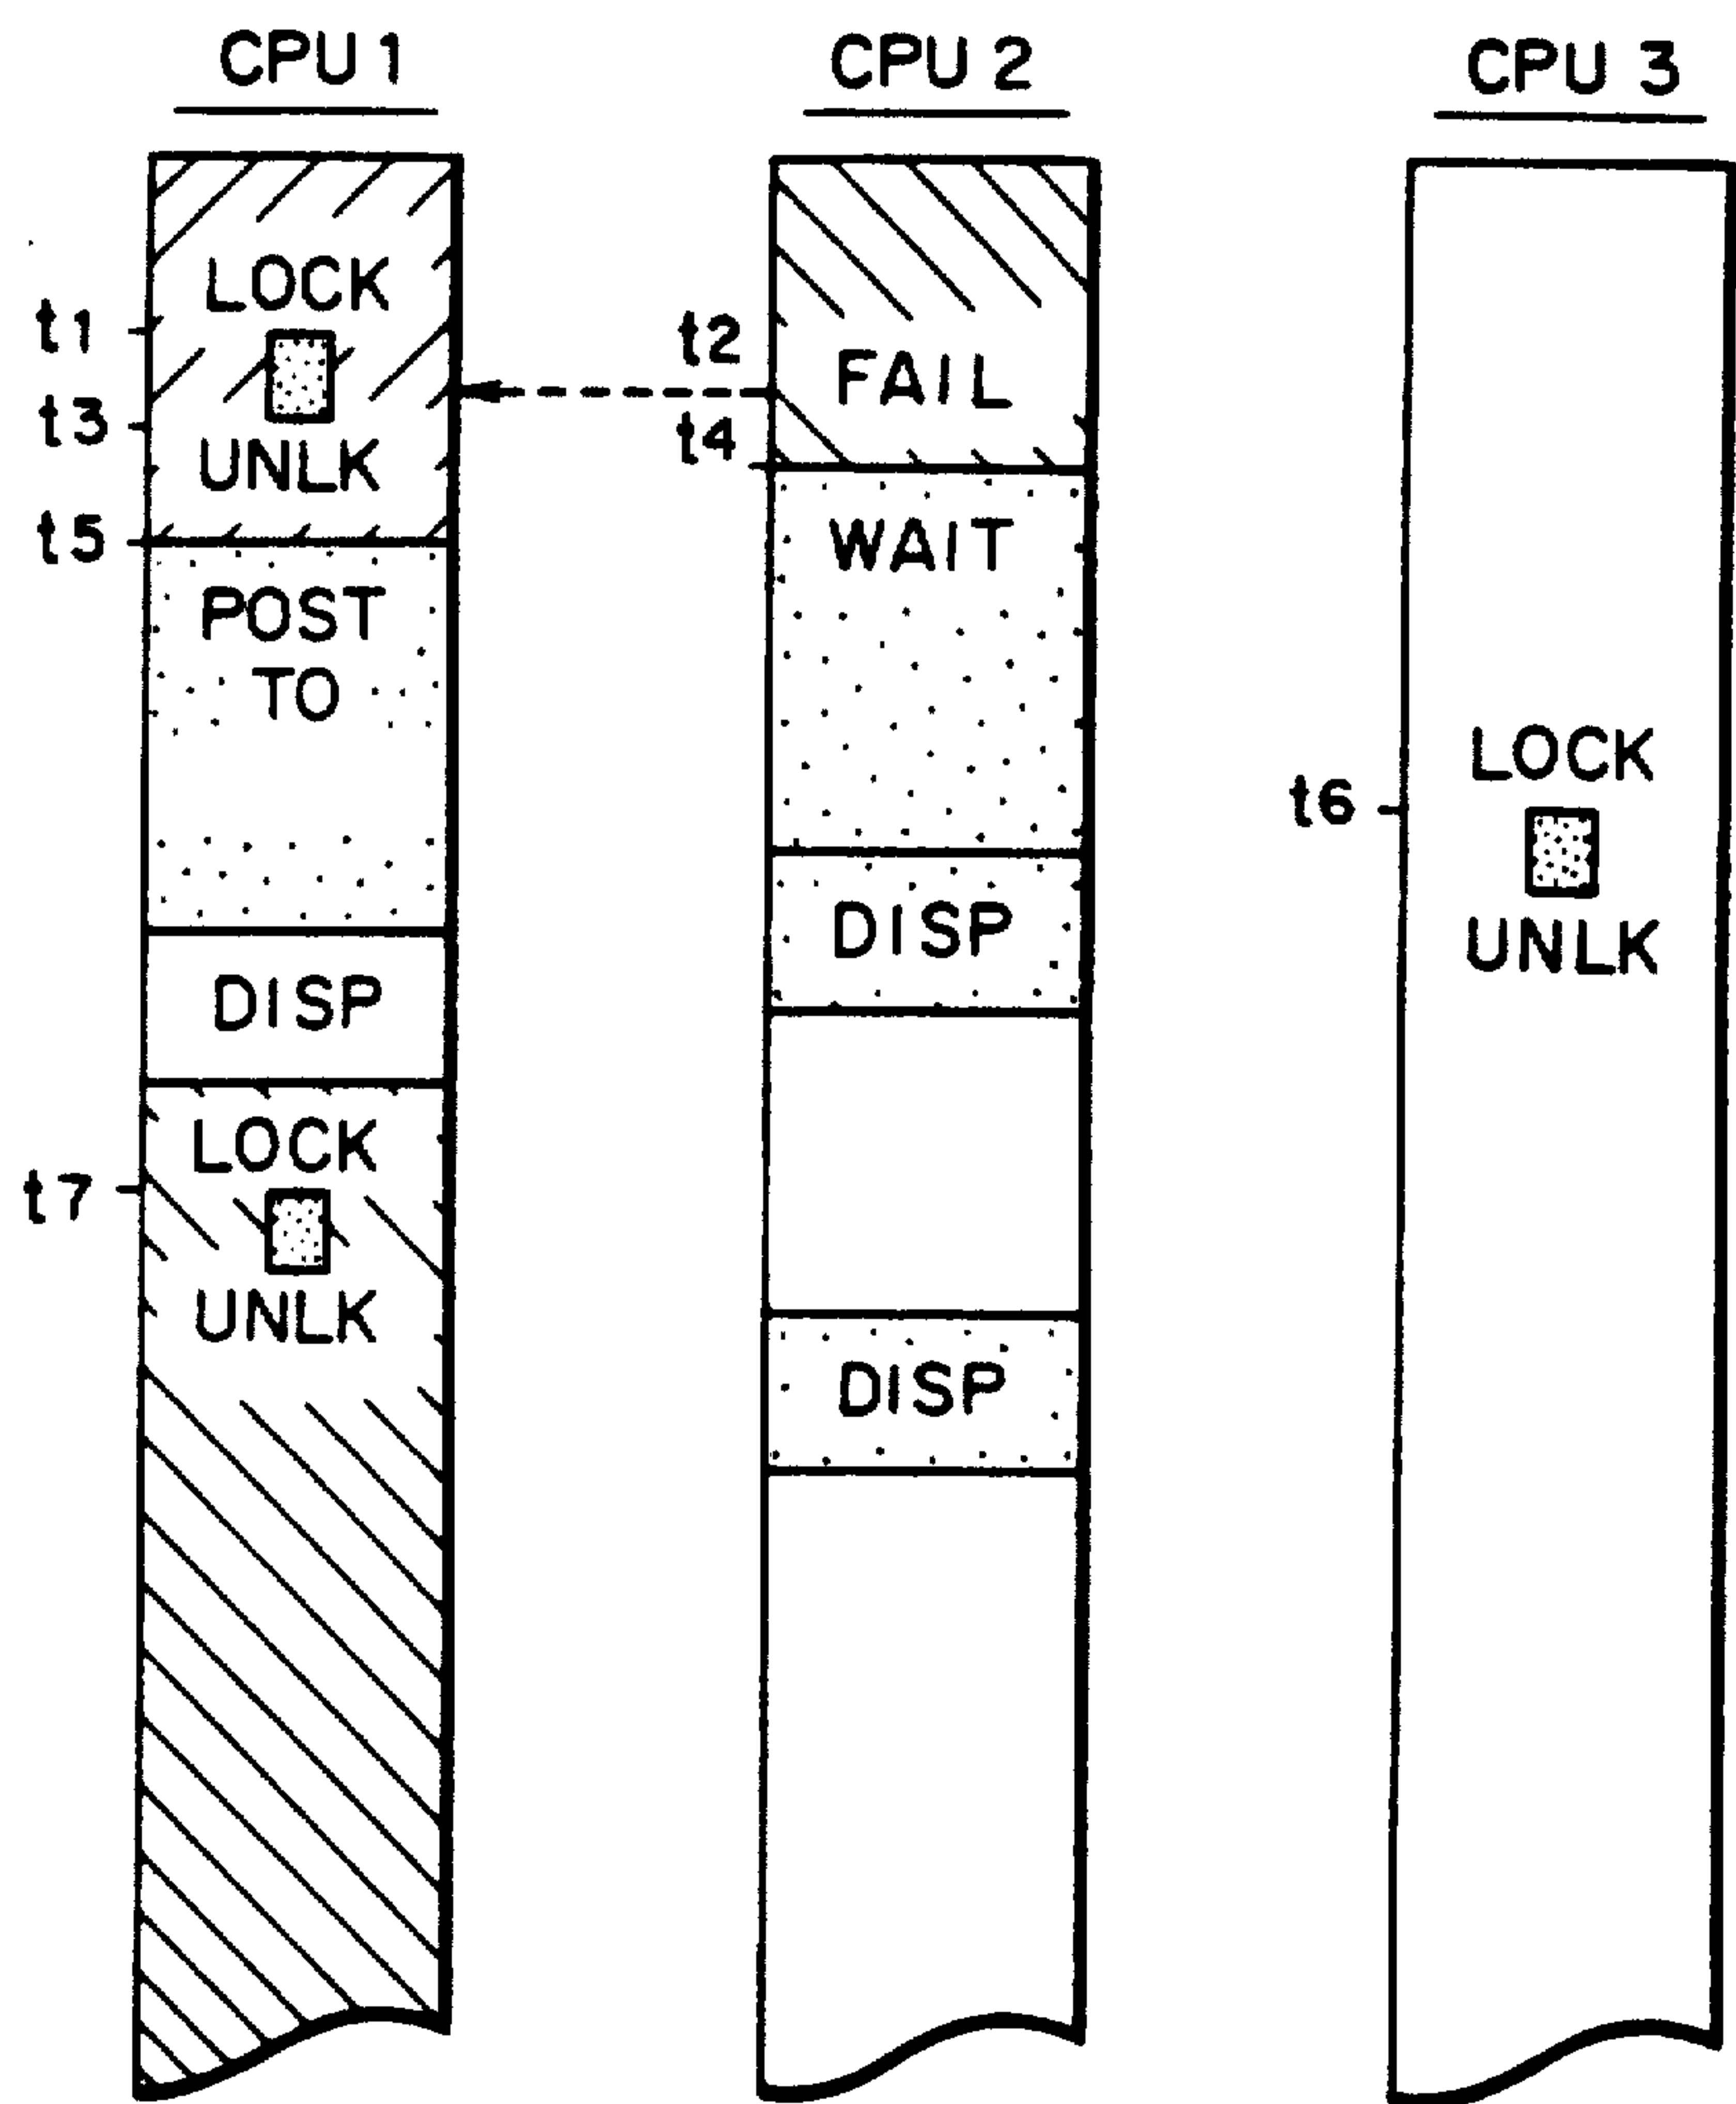 CPU 1
CPU 2
CPU 3
LOCK
t1
t3
UNLK
t5
POST
TO
DISP
LOCK
t7
UNLK
t2
FAIL
t4
WAIT
DISP
DISP
LOCK
t6
UNLK